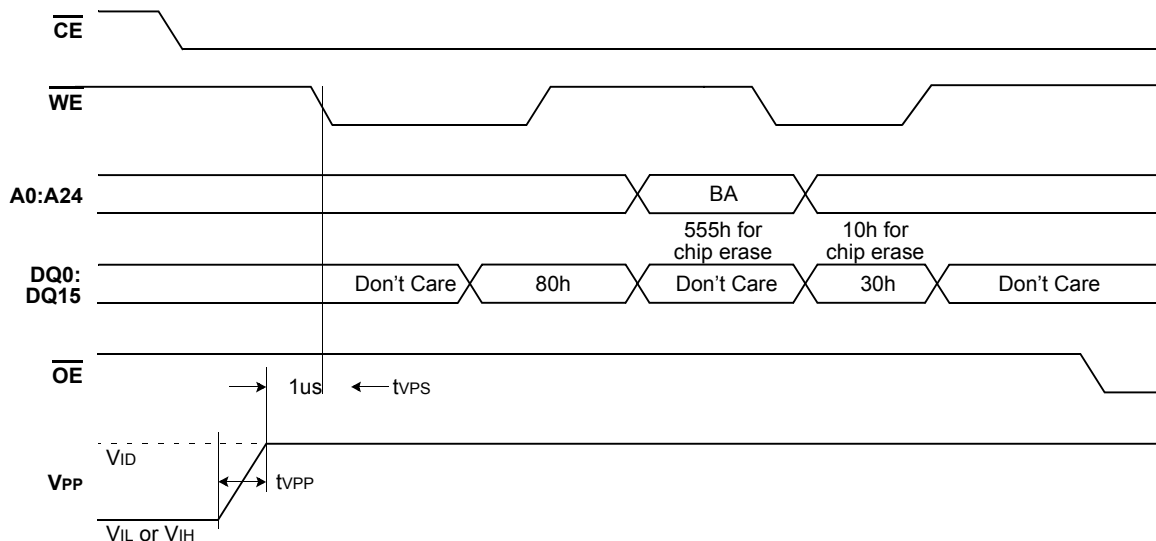 CE
WE
A0:A24
BA
555h for
chip erase
10h for
chip erase
DQ0:
DQ15
Don't Care
80h
Don't Care
30h
Don't Care
OE
1us
tVPS
VID
VPP
tVPP
VIL or VIH